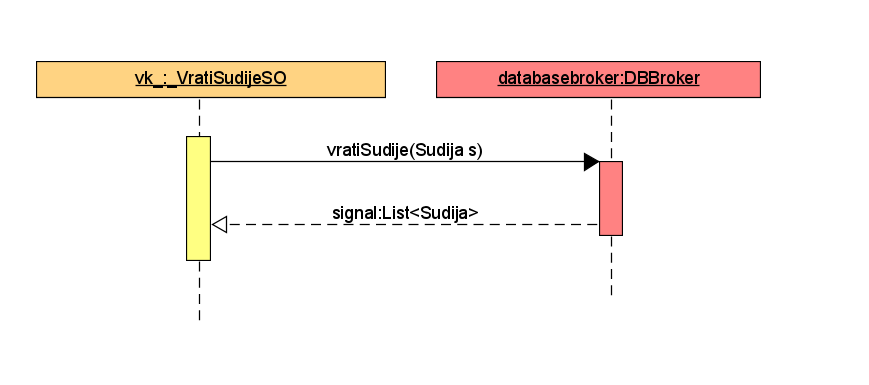 vk_:_VratiSudijeSO
databasebroker:DBBroker
vratiSudije(Sudija s)
signal:List<Sudija>